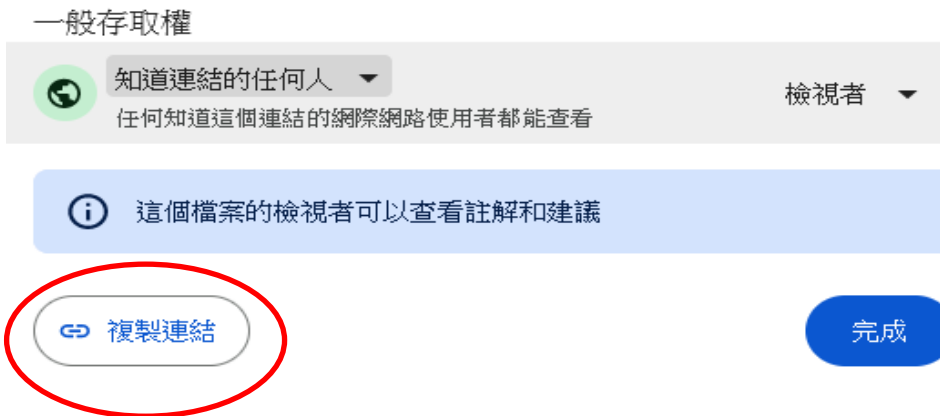 一般存取權
知道連結的任何人
任何知道這個連結的網際網路使用者都能查看
檢視者
這個檔案的檢視者可以查看註解和建議
複製連結
完成